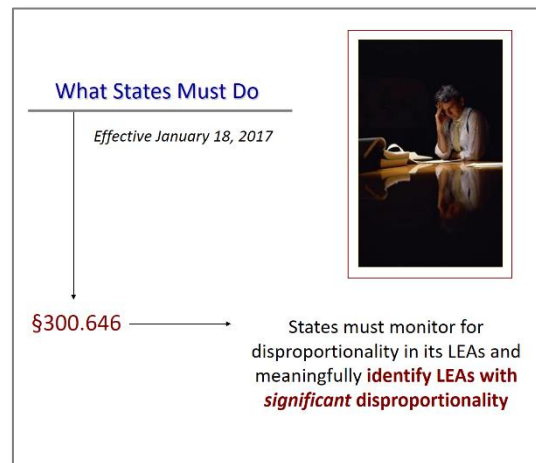 What States Must Do
Effective January 18, 2017
§300.646
States must monitor for
disproportionality in its LEAs and
meaningfully identify LEAs with
significant disproportionality